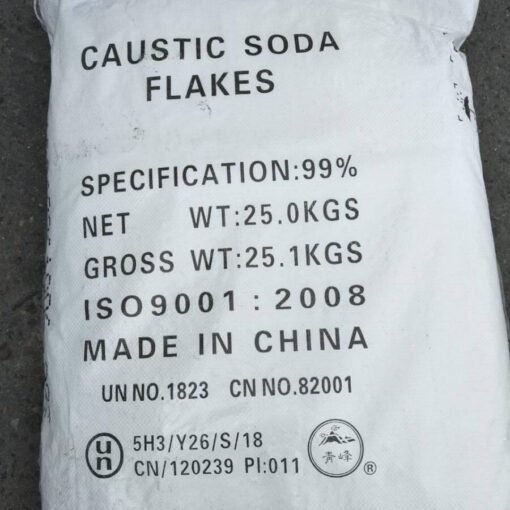 CAUSTIC SODA
FLAKES
SPECIFICATION:99%
NET WT:25.0KGS
GROSS WT:25.1KGS
ISO9001 : 2008
MADE IN CHINA
UN NO.1823 CN NO.82001
un 5H3/Y26/S/18
CN/120239 PI:011
青峰 ®